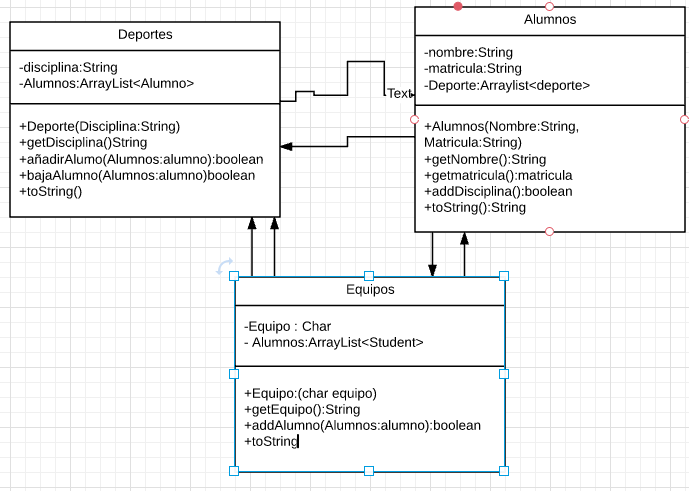 Deportes
-disciplina:String
-Alumnos:ArrayList<Alumno>
+Deporte(Disciplina:String)
+getDisciplina()String
+añadirAlumo(Alumnos:alumno):boolean
+bajaAlumno(Alumnos:alumno)boolean
+toString()
Text
Alumnos
-nombre:String
-matricula:String
-Deporte:Arraylist<deporte>
+Alumnos(Nombre:String,
Matricula:String)
+getNombre():String
+getmatricula():matricula
+addDisciplina():boolean
+toString():String
Equipos
-Equipo : Char
- Alumnos:ArrayList<Student>
+Equipo:(char equipo)
+getEquipo():String
+addAlumno(Alumnos:alumno):boolean
+toString